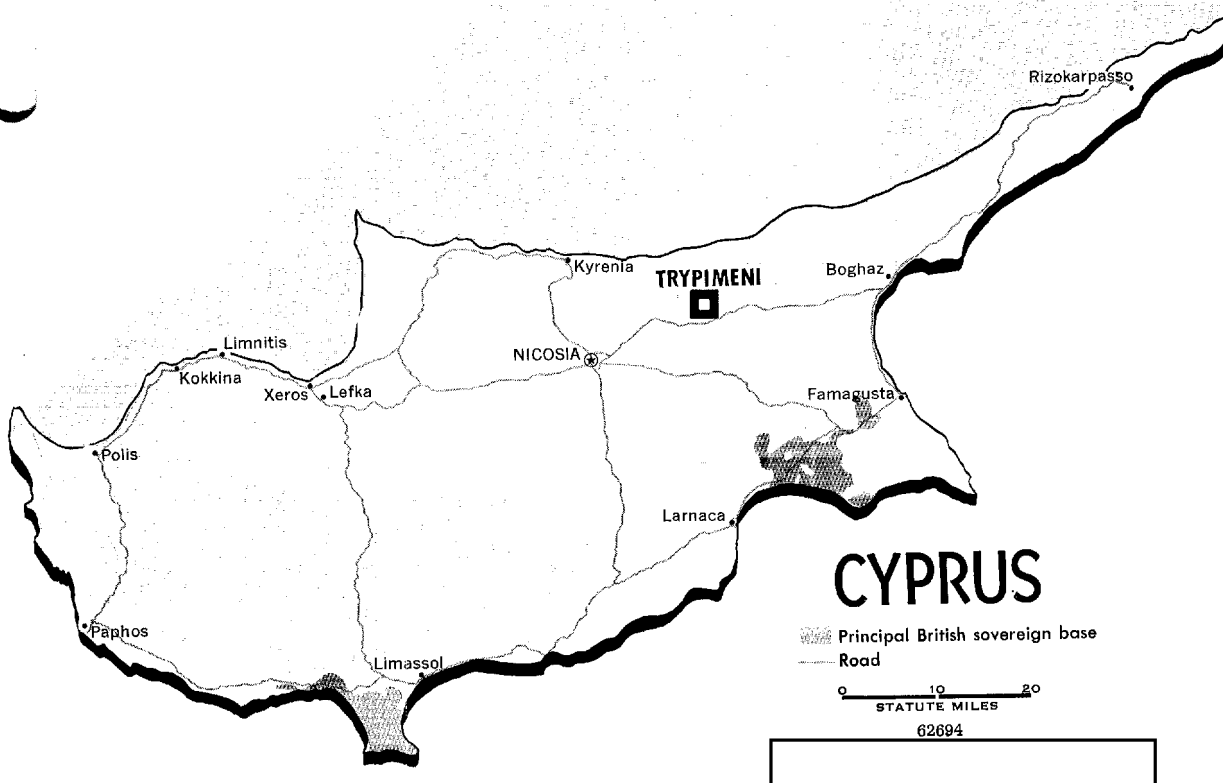 Rizokarpasso
Kyrenia
TRYPIMENI
Boghaz
Limnitis
Kokkina
NICOSIA
Xeros
Lefka
Famagusta
Polis
Larnaca
CYPRUS
Paphos
Principal British sovereign base
Limassol
Road
0 10 20
STATUTE MILES
62694